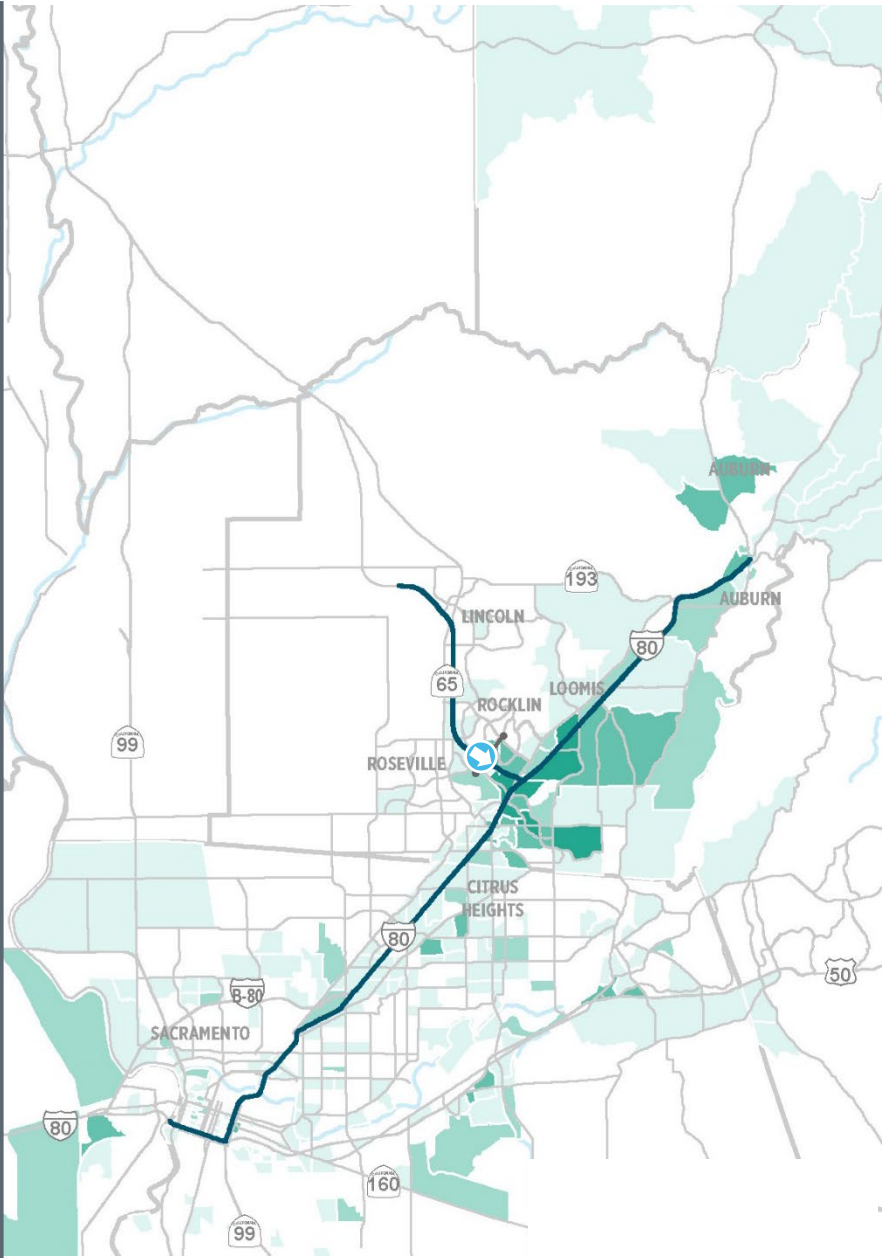 AUBURN
193
AUBURN
LINCOLN
80
65
LOOMIS
ROCKLIN
99
ROSEVILLE
CITRUS
HEIGHTS
80
50
B-80
SACRAMENTO
80
160
99